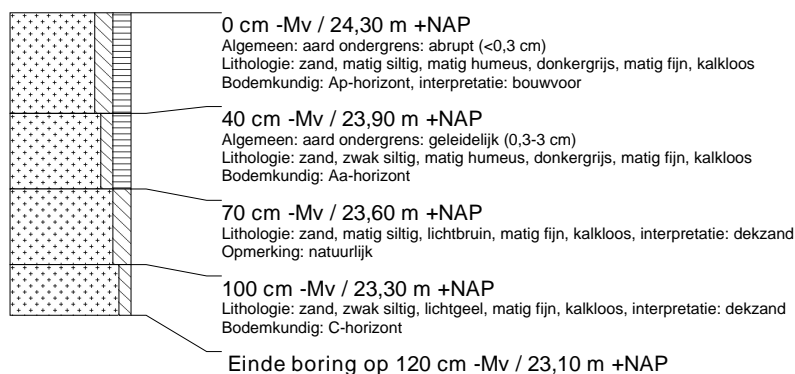 0 cm -Mv / 24,30 m +NAP
Algemeen: aard ondergrens: abrupt (<0,3 cm)
Lithologie: zand, matig siltig, matig humeus, donkergrijs, matig fijn, kalkloos
Bodemkundig: Ap-horizont, interpretatie: bouwvoor
40 cm -Mv / 23,90 m +NAP
Algemeen: aard ondergrens: geleidelijk (0,3-3 cm)
Lithologie: zand, zwak siltig, matig humeus, donkergrijs, matig fijn, kalkloos
Bodemkundig: Aa-horizont
70 cm -Mv / 23,60 m +NAP
Lithologie: zand, matig siltig, lichtbruin, matig fijn, kalkloos, interpretatie: dekzand
Opmerking: natuurlijk
100 cm -Mv / 23,30 m +NAP
Lithologie: zand, zwak siltig, lichtgeel, matig fijn, kalkloos, interpretatie: dekzand
Bodemkundig: C-horizont
Einde boring op 120 cm -Mv / 23,10 m +NAP